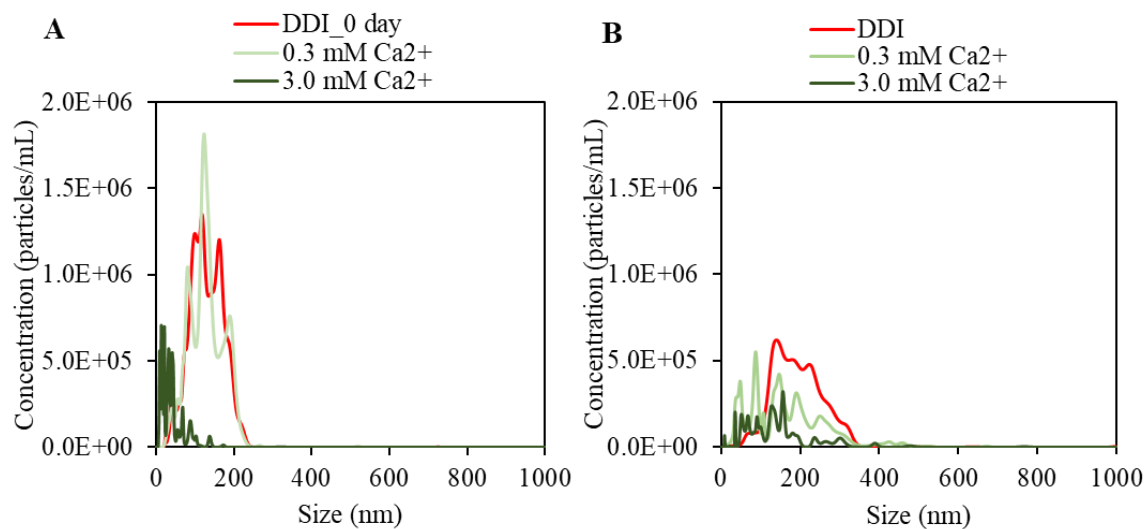 A
DDI_0 day
0.3 mM Ca2+
3.0 mM Ca2+
2.0E+06
1.5E+06
1.0E+06
5.0E+05
0.0E+00
Concentration (particles/mL)
0
200
400
600
800
1000
Size (nm)
B
DDI
0.3 mM Ca2+
3.0 mM Ca2+
2.0E+06
1.5E+06
1.0E+06
5.0E+05
0.0E+00
Concentration (particles/mL)
0
200
400
600
800
1000
Size (nm)